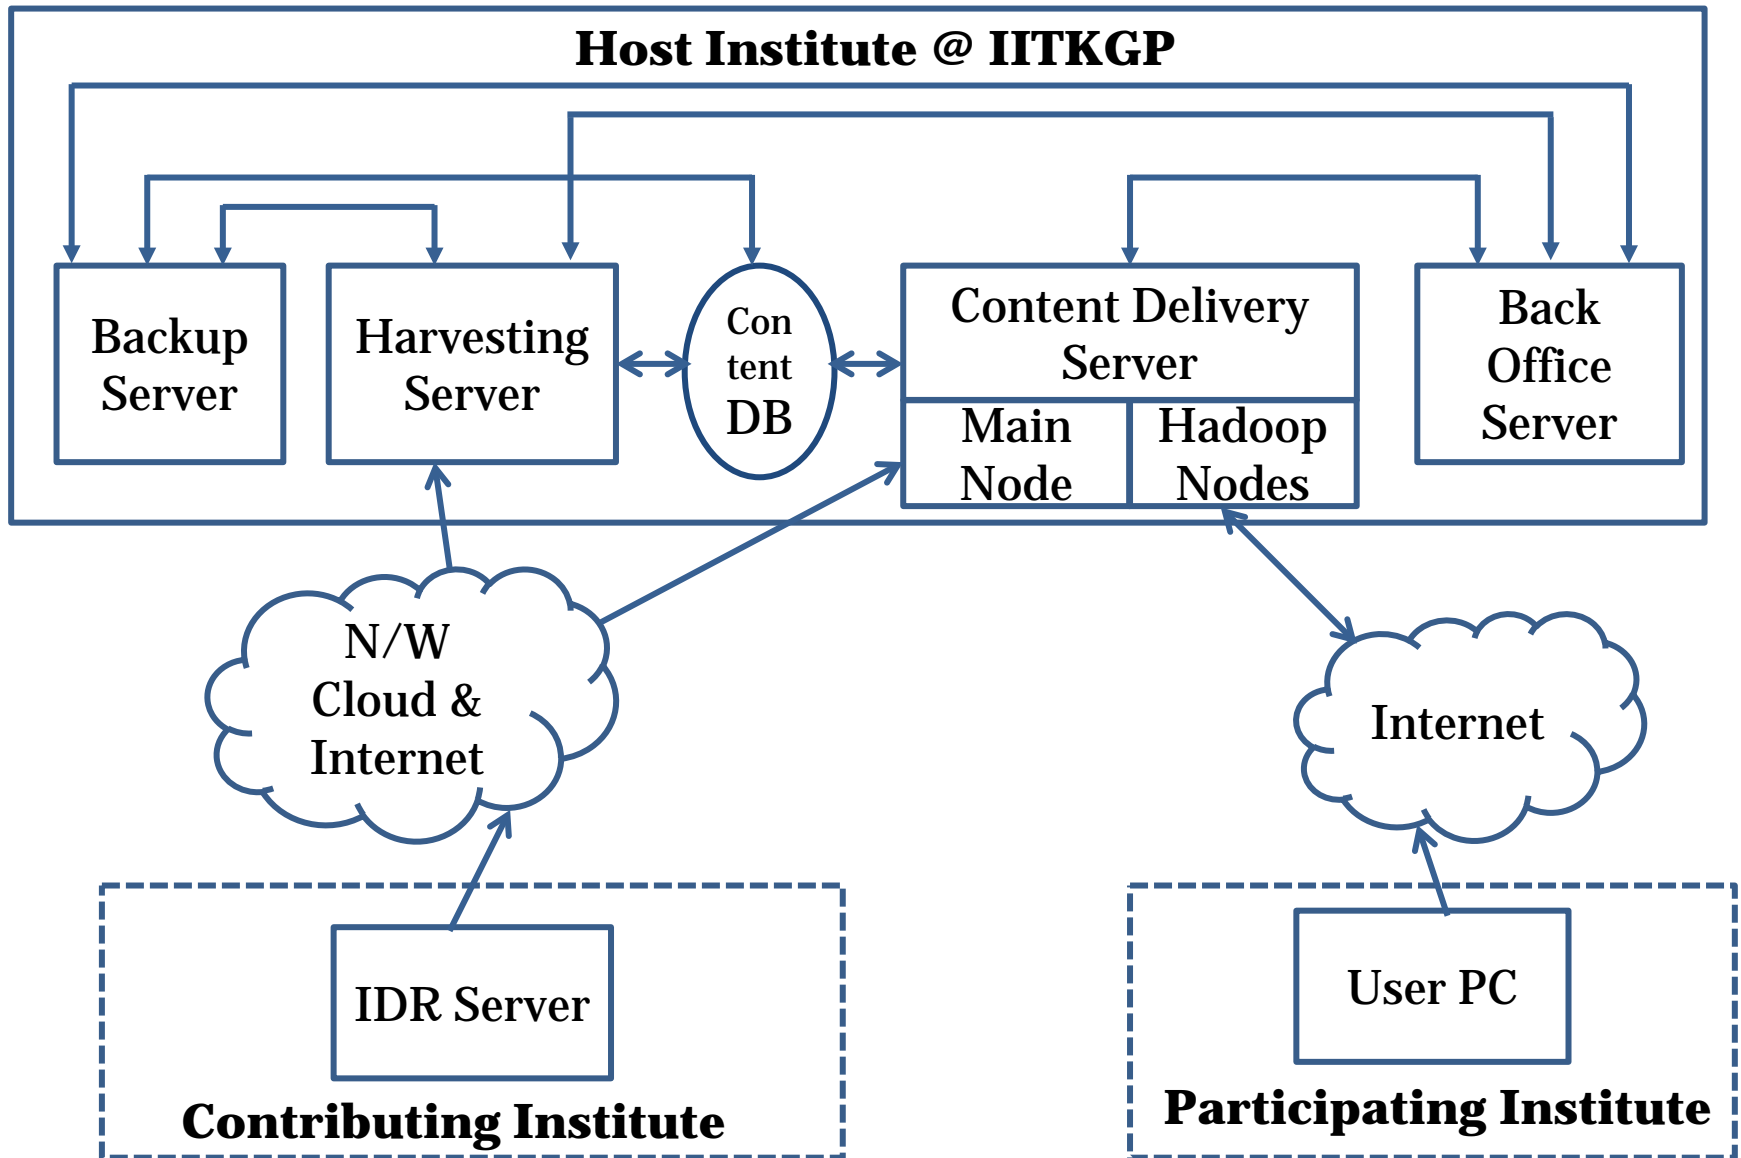 Host Institute @ IITKGP
Backup
Server
Harvesting
Server
Con
tent
DB
Content Delivery
Server
Main
Node
Hadoop
Nodes
Back
Office
Server
N/W
Cloud &
Internet
Internet
IDR Server
Contributing Institute
User PC
Participating Institute